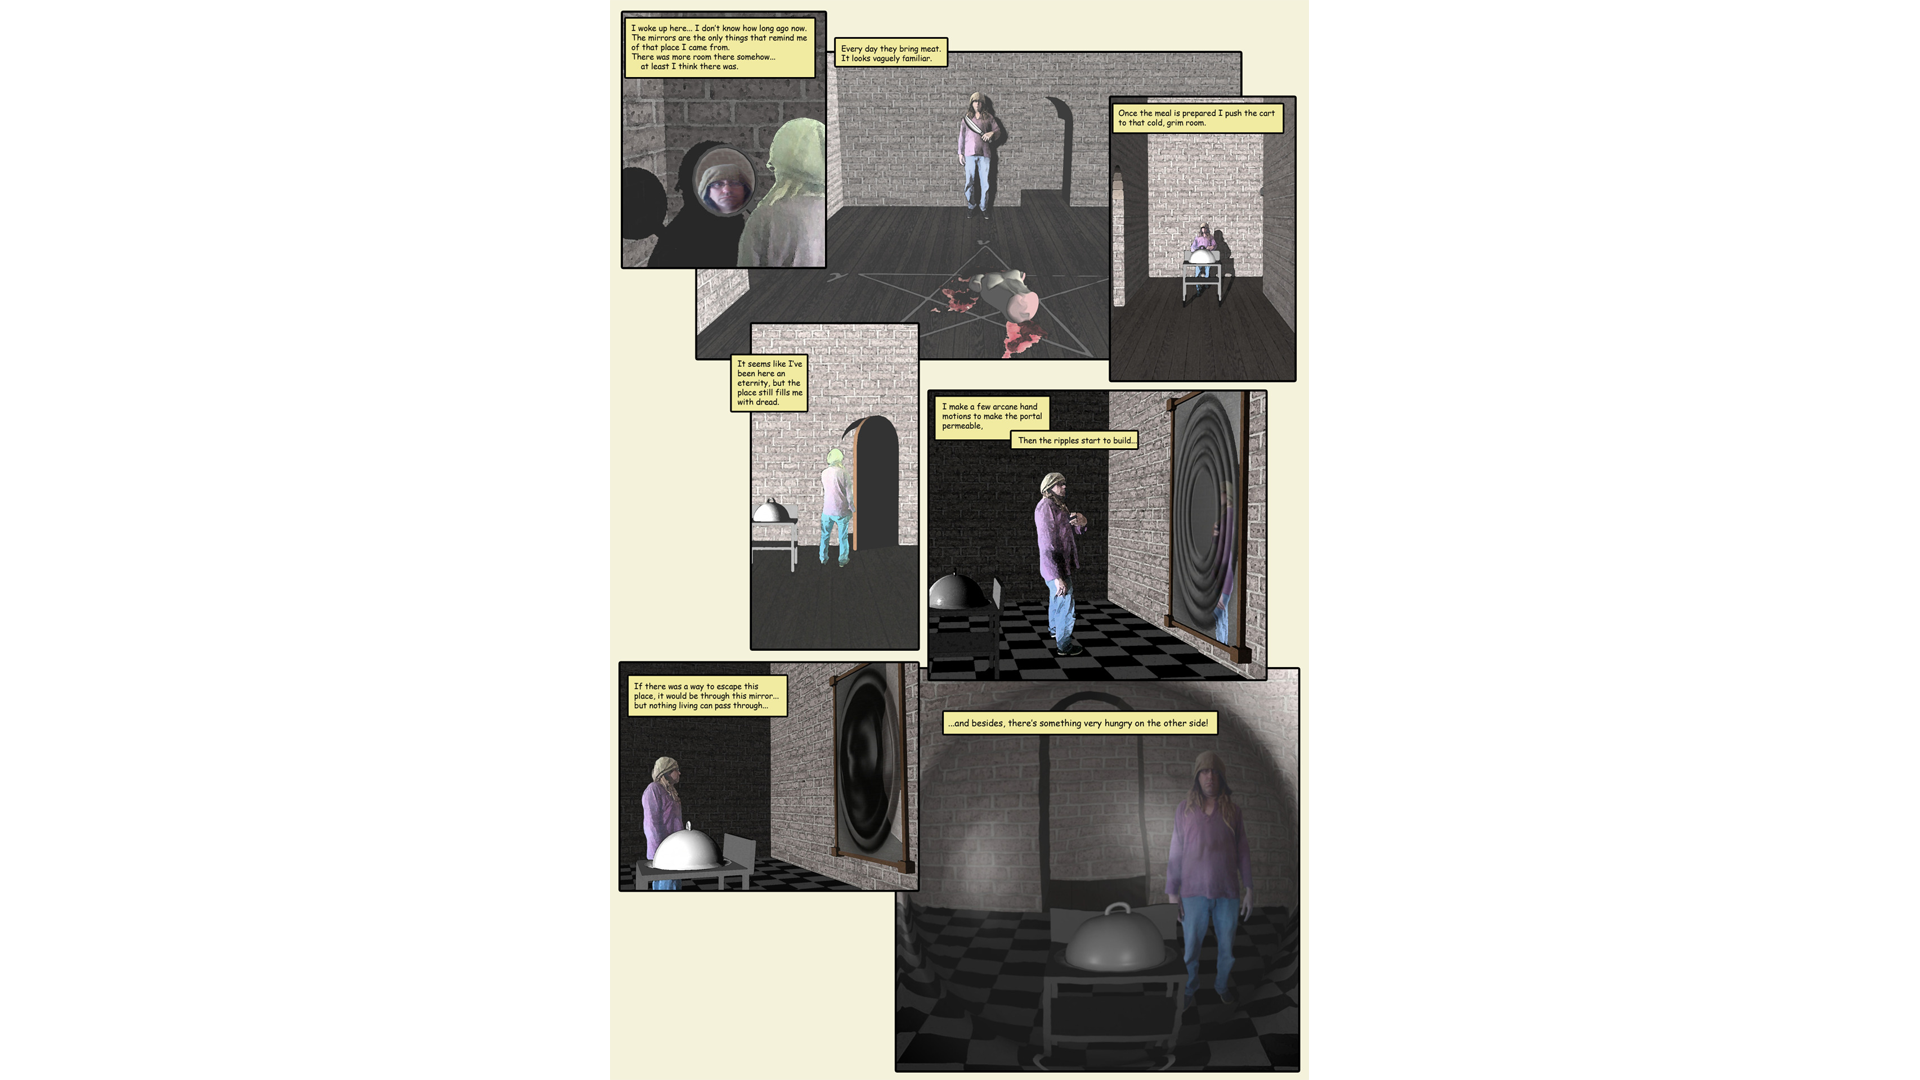 I woke up here... I don't know how long ago now.
The mirrors are the only things that remind me
of that place I came from.
There was more room there somehow...
at least I think there was.
Every day they bring meat.
It looks vaguely familiar.
Once the meal is prepared I push the cart
to that cold, grim room.
It seems like I've
been here an
eternity, but the
place still fills me
with dread.
I make a few arcane hand
motions to make the portal
permeable,
Then the ripples start to build...
If there was a way to escape this
place, it would be through this mirror...
but nothing living can pass through...
...and besides, there's something very hungry on the other side!